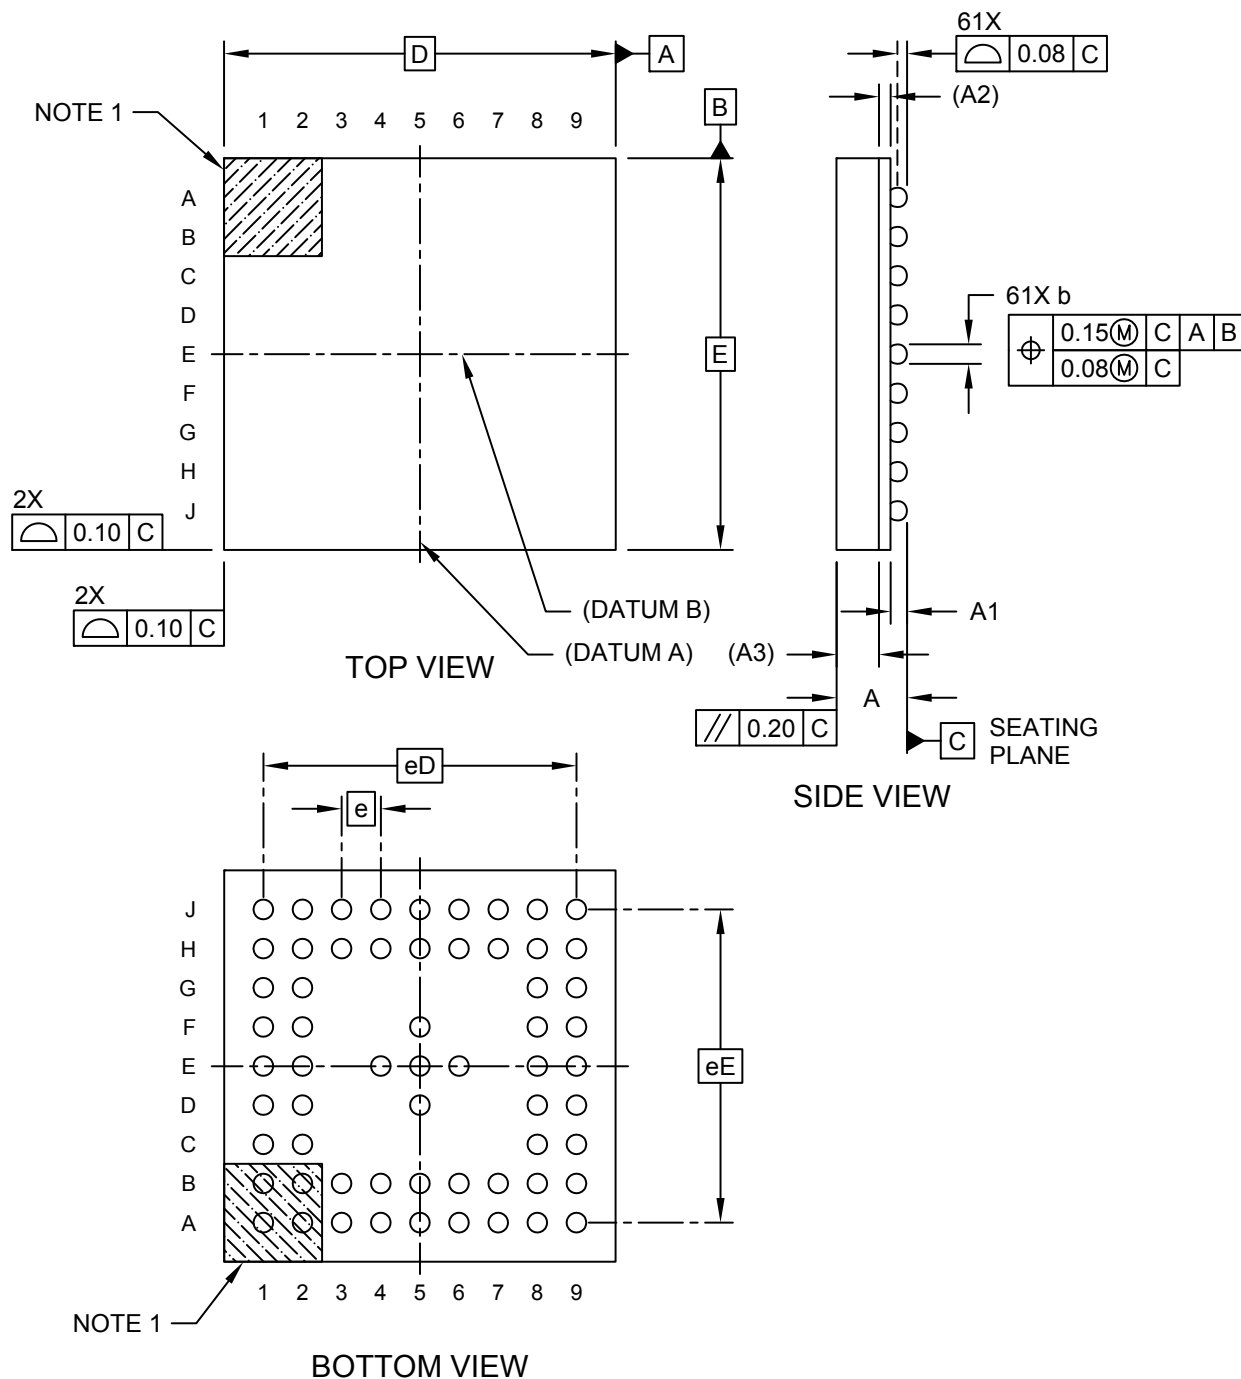 61X
0.08 C
D
A
(A2)
NOTE 1
1 2 3 4 5 6 7 8 9
B
A
B
C
D
E
F
G
H
J
E
61X b
0.15 Ⓜ C A B
0.08 Ⓜ C
2X
0.10 C
2X
0.10 C
(DATUM B)
(DATUM A)
TOP VIEW
A1
(A3)
A
// 0.20 C
C
SEATING
PLANE
SIDE VIEW
eD
e
J
H
G
F
E
D
C
B
A
eE
1 2 3 4 5 6 7 8 9
NOTE 1
BOTTOM VIEW